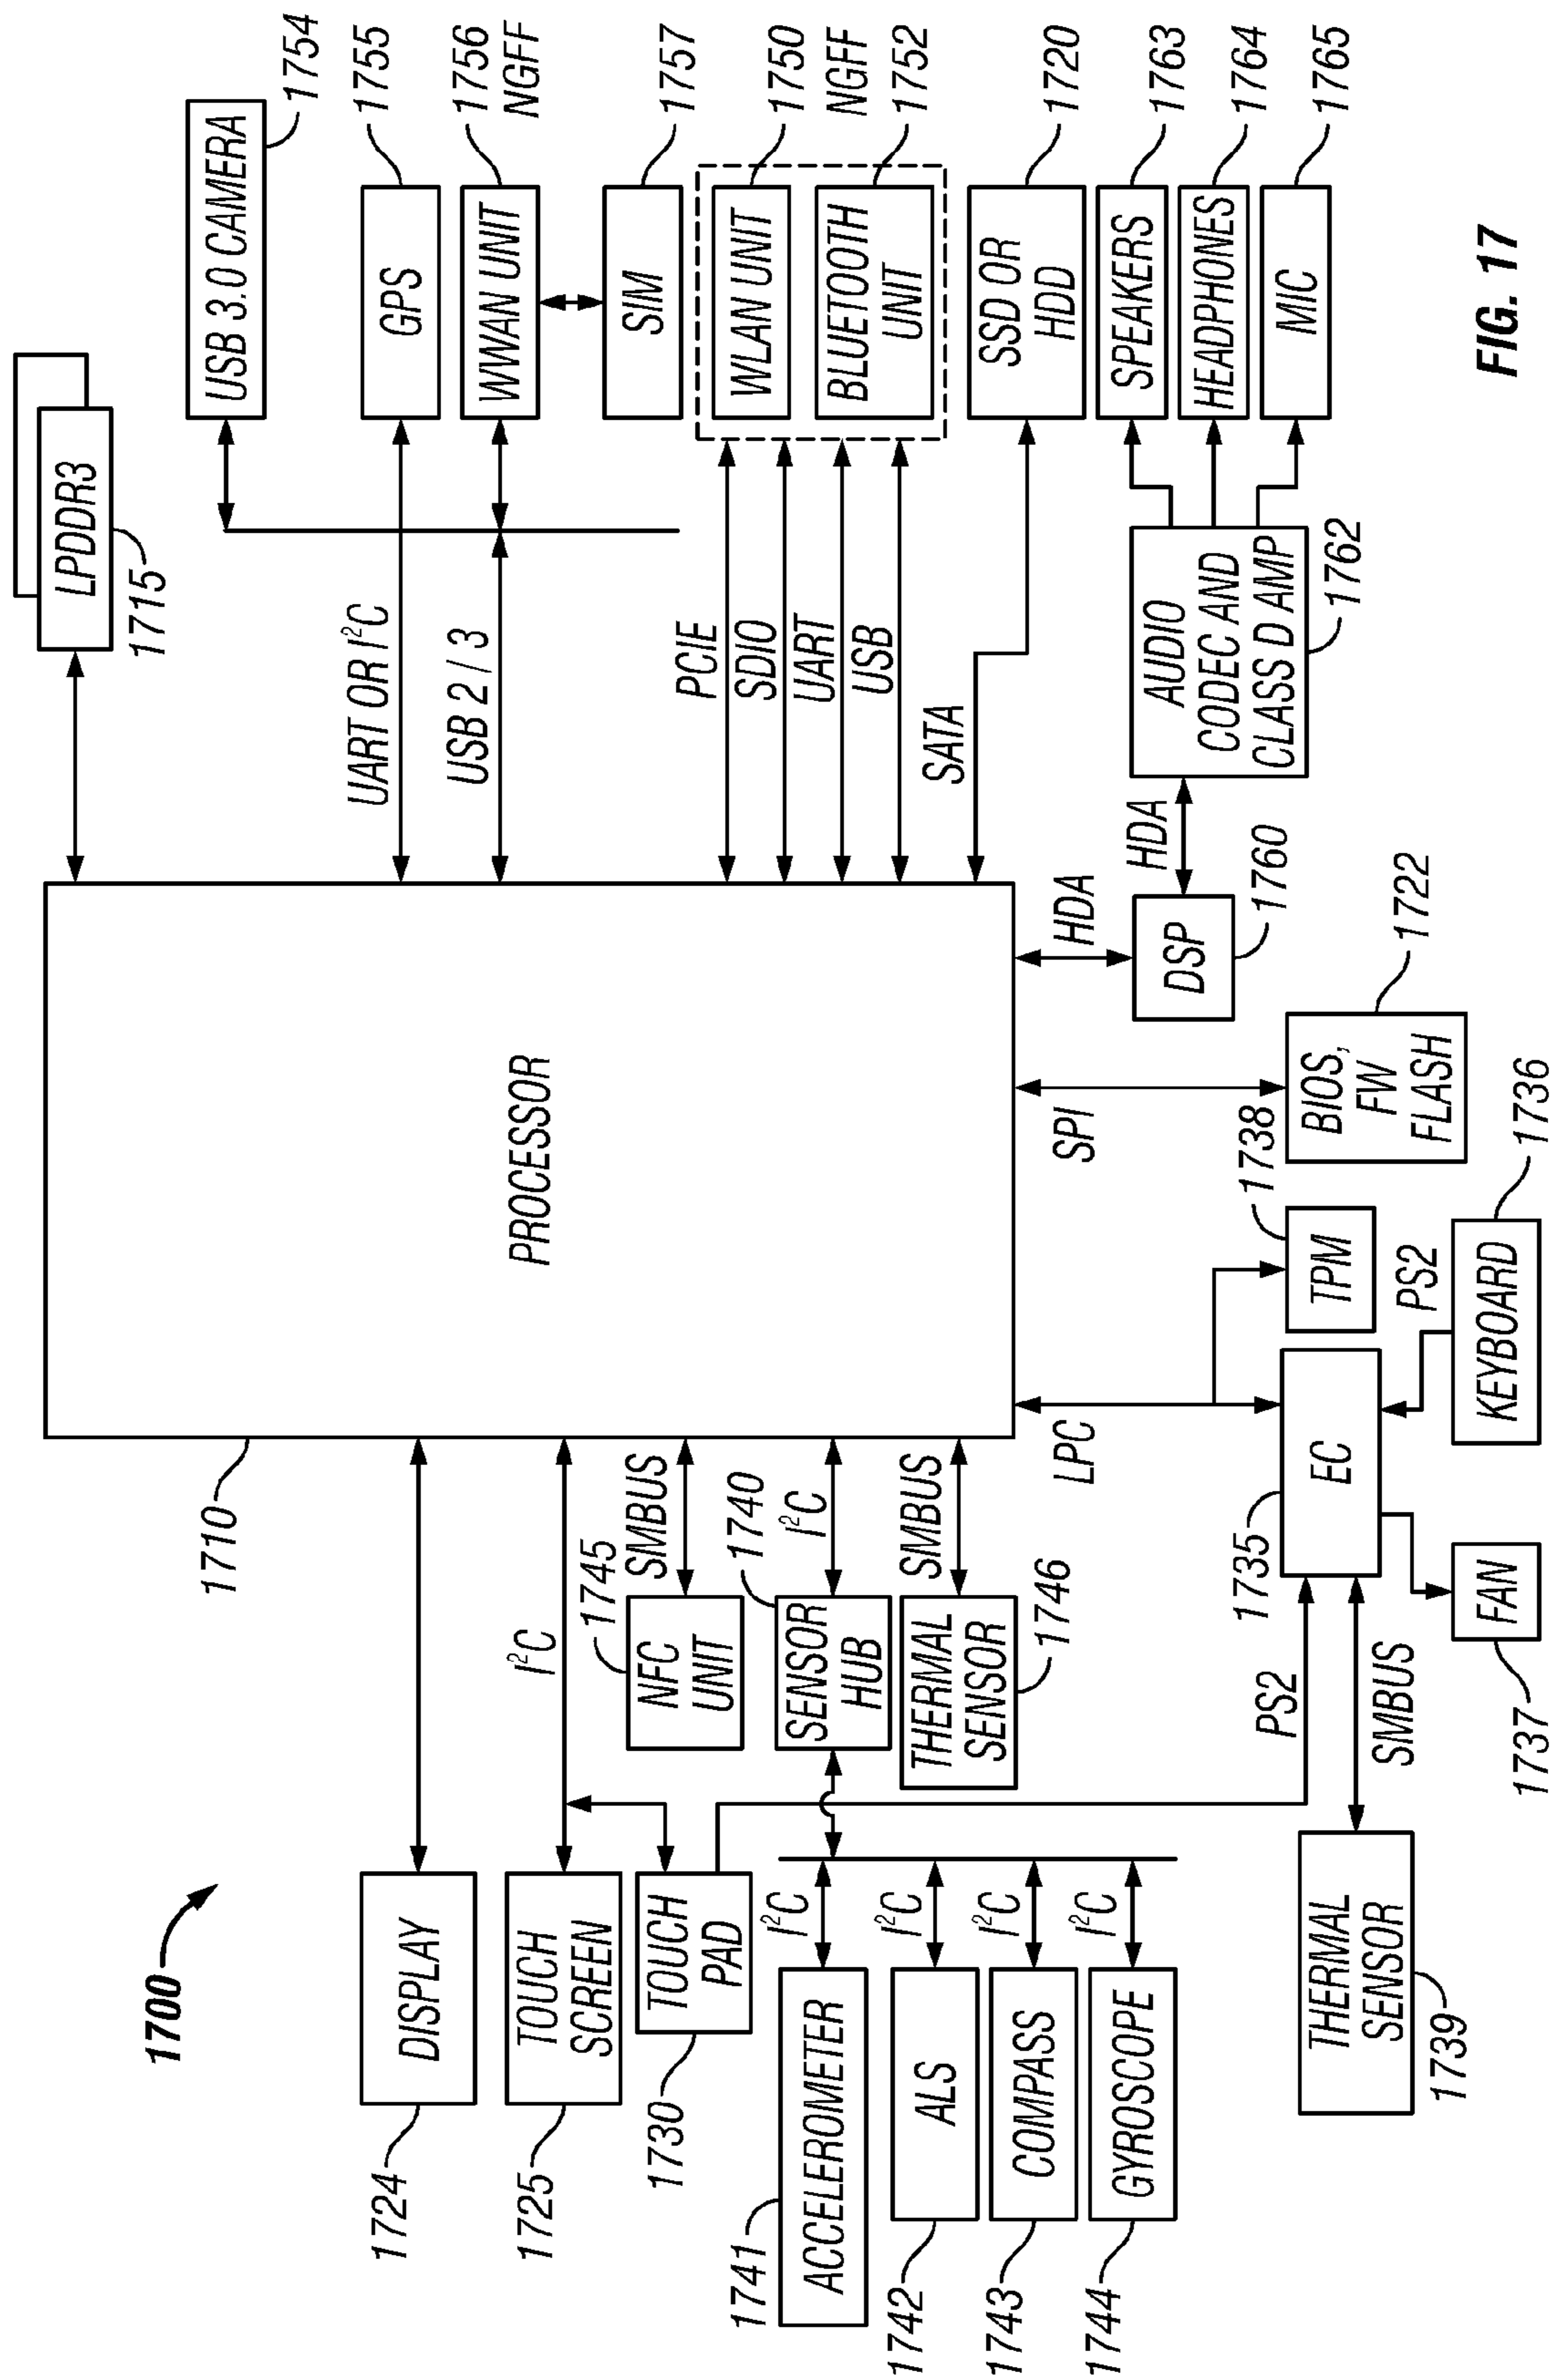 1700
1710
PROCESSOR
LPDDR3
1715
DISPLAY
1724
TOUCH
SCREEN
1725
I²C
TOUCH
PAD
1730
NFC
UNIT
1745
SMBUS
SENSOR
HUB
1740
I²C
THERMAL
SENSOR
1746
SMBUS
ACCELEROMETER
1741
I²C
ALS
1742
I²C
COMPASS
1743
I²C
GYROSCOPE
1744
I²C
THERMAL
SENSOR
1739
SMBUS
PS2
EC
1735
LPC
FAN
1737
KEYBOARD
1736
PS2
TPM
1738
BIOS,
FW
FLASH
1722
SPI
DSP
1760
HDA
HDA
AUDIO
CODEC AND
CLASS D AMP
1762
USB 3.0 CAMERA
1754
UART OR I²C
GPS
1755
USB 2 / 3
WWAN UNIT
1756
NGFF
SIM
1757
PCIE
SDIO
UART
USB
WLAN UNIT
1750
NGFF
BLUETOOTH
UNIT
1752
SATA
SSD OR
HDD
1720
SPEAKERS
1763
HEADPHONES
1764
MIC
1765
FIG. 17